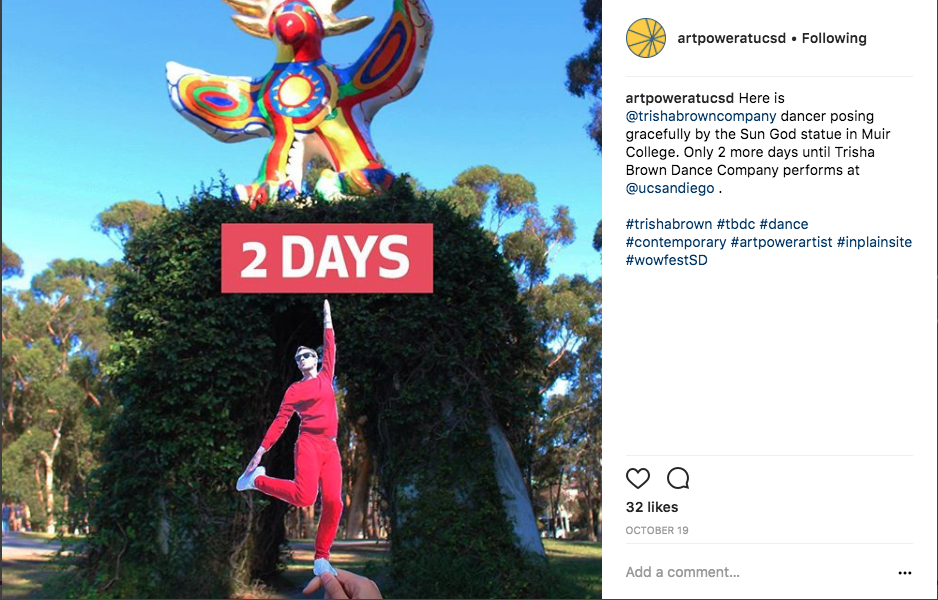 2 DAYS
artpoweratucsd • Following
artpoweratucsd Here is
@trishabrowncompany dancer posing
gracefully by the Sun God statue in Muir
College. Only 2 more days until Trisha
Brown Dance Company performs at
@ucsandiego .
#trishabrown #tbdc #dance
#contemporary #artpowerartist #inplainsite
#wowfestSD
32 likes
OCTOBER 19
Add a comment...